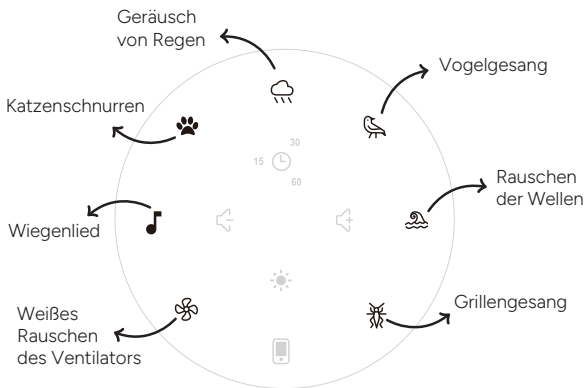 Geräusch
von Regen
Vogelgesang
Katzenschnurren
30
15
60
Rauschen
der Wellen
Wiegenlied
Grillengesang
Weißes
Rauschen
des Ventilators